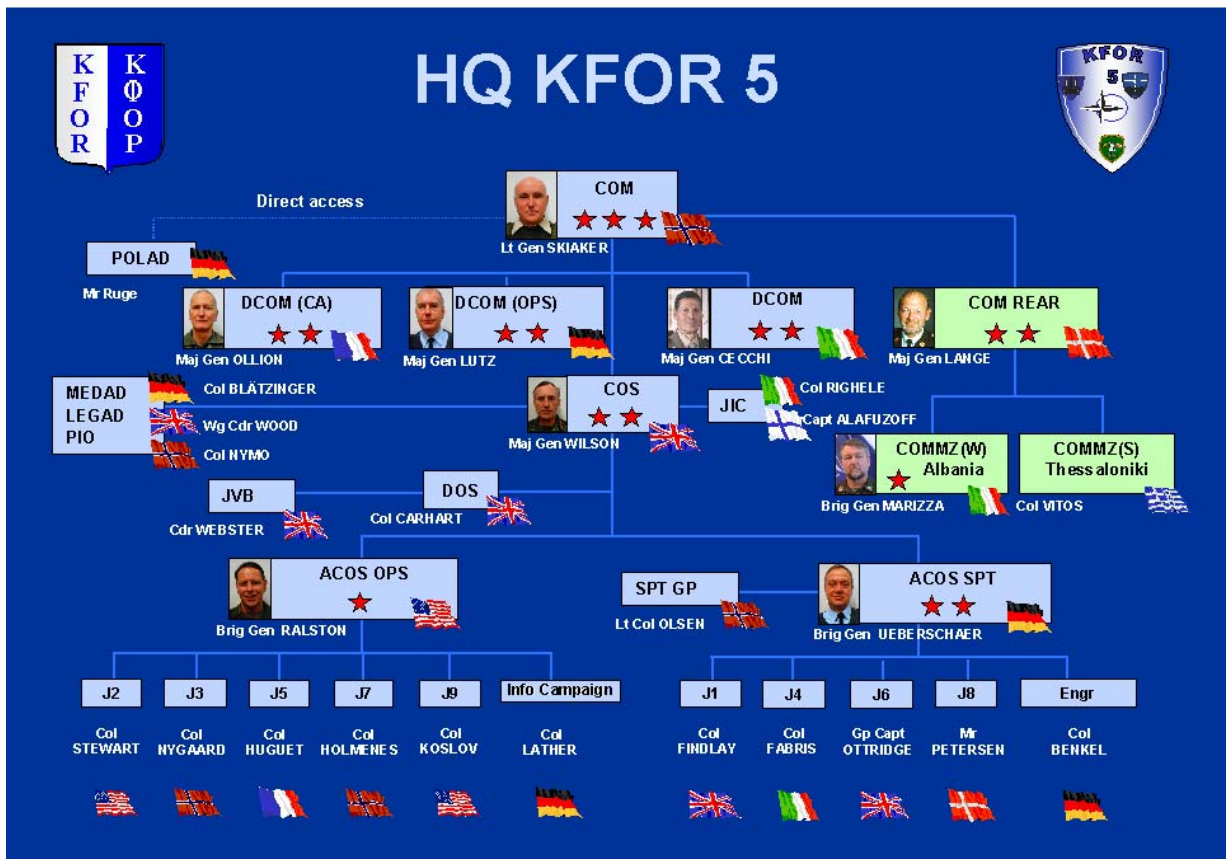 KFOR
КФОР
HQ KFOR 5
KFOR
5
Direct access
COM
Lt Gen SKIAKER
POLAD
Mr Ruge
DCOM (CA)
Maj Gen OLLION
DCOM (OPS)
Maj Gen LUTZ
DCOM
Maj Gen CECCHI
COM REAR
Maj Gen LANGE
MEDAD
LEGAD
PIO
Col BLÄTZINGER
Wg Cdr WOOD
Col NYMO
COS
Maj Gen WILSON
JIC
Col RIGHELE
Capt ALAFUZOFF
COMMZ(W)
Albania
Brig Gen MARIZZA
COMMZ(S)
Thessaloniki
Col VITOS
JVB
Cdr WEBSTER
DOS
Col CARHART
ACOS OPS
Brig Gen RALSTON
SPT GP
Lt Col OLSEN
ACOS SPT
Brig Gen UEBERSCHAER
J2
J3
J5
J7
J9
Info Campaign
J1
J4
J6
J8
Engr
Col
STEWART
Col
NYGAARD
Col
HUGUET
Col
HOLMENES
Col
KOSLOV
Col
LATHER
Col
FINDLAY
Col
FABRIS
Gp Capt
OTTRIDGE
Mr
PETERSEN
Col
BENKEL